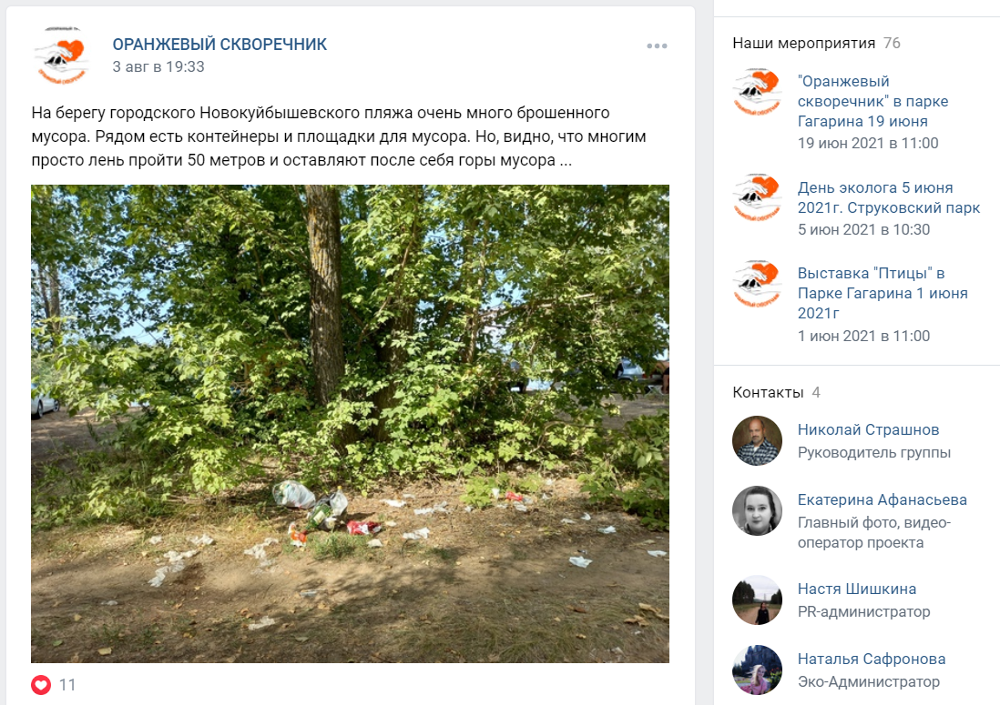 ОРАНЖЕВЫЙ СКВОРЕЧНИК
3 авг в 19:33
На берегу городского Новокуйбышевского пляжа очень много брошенного
мусора. Рядом есть контейнеры и площадки для мусора. Но, видно, что многим
просто лень пройти 50 метров и оставляют после себя горы мусора ...
11
Наши мероприятия 76
"Оранжевый
скворечник" в парке
Гагарина 19 июня
19 июн 2021 в 11:00
День эколога 5 июня
2021г. Струковский парк
5 июн 2021 в 10:30
Выставка "Птицы" в
Парке Гагарина 1 июня
2021г
1 июн 2021 в 11:00
Контакты 4
Николай Страшнов
Руководитель группы
Екатерина Афанасьева
Главный фото, видео-
оператор проекта
Настя Шишкина
PR-администратор
Наталья Сафронова
Эко-Администратор